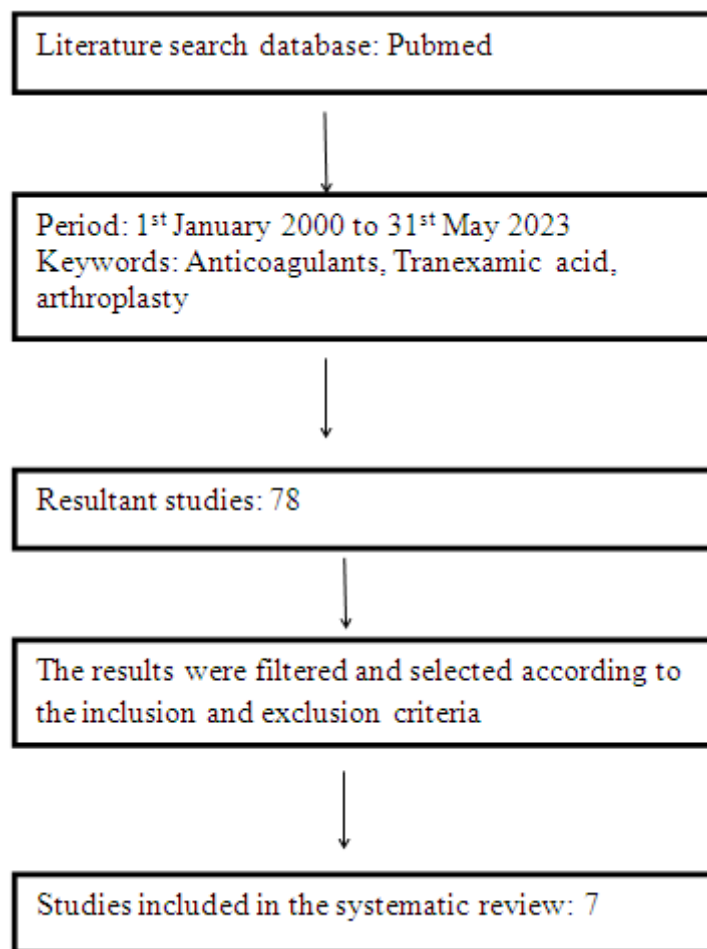 Literature search database: Pubmed
Period: 1st January 2000 to 31st May 2023
Keywords: Anticoagulants, Tranexamic acid,
arthroplasty
Resultant studies: 78
The results were filtered and selected according to
the inclusion and exclusion criteria
Studies included in the systematic review: 7